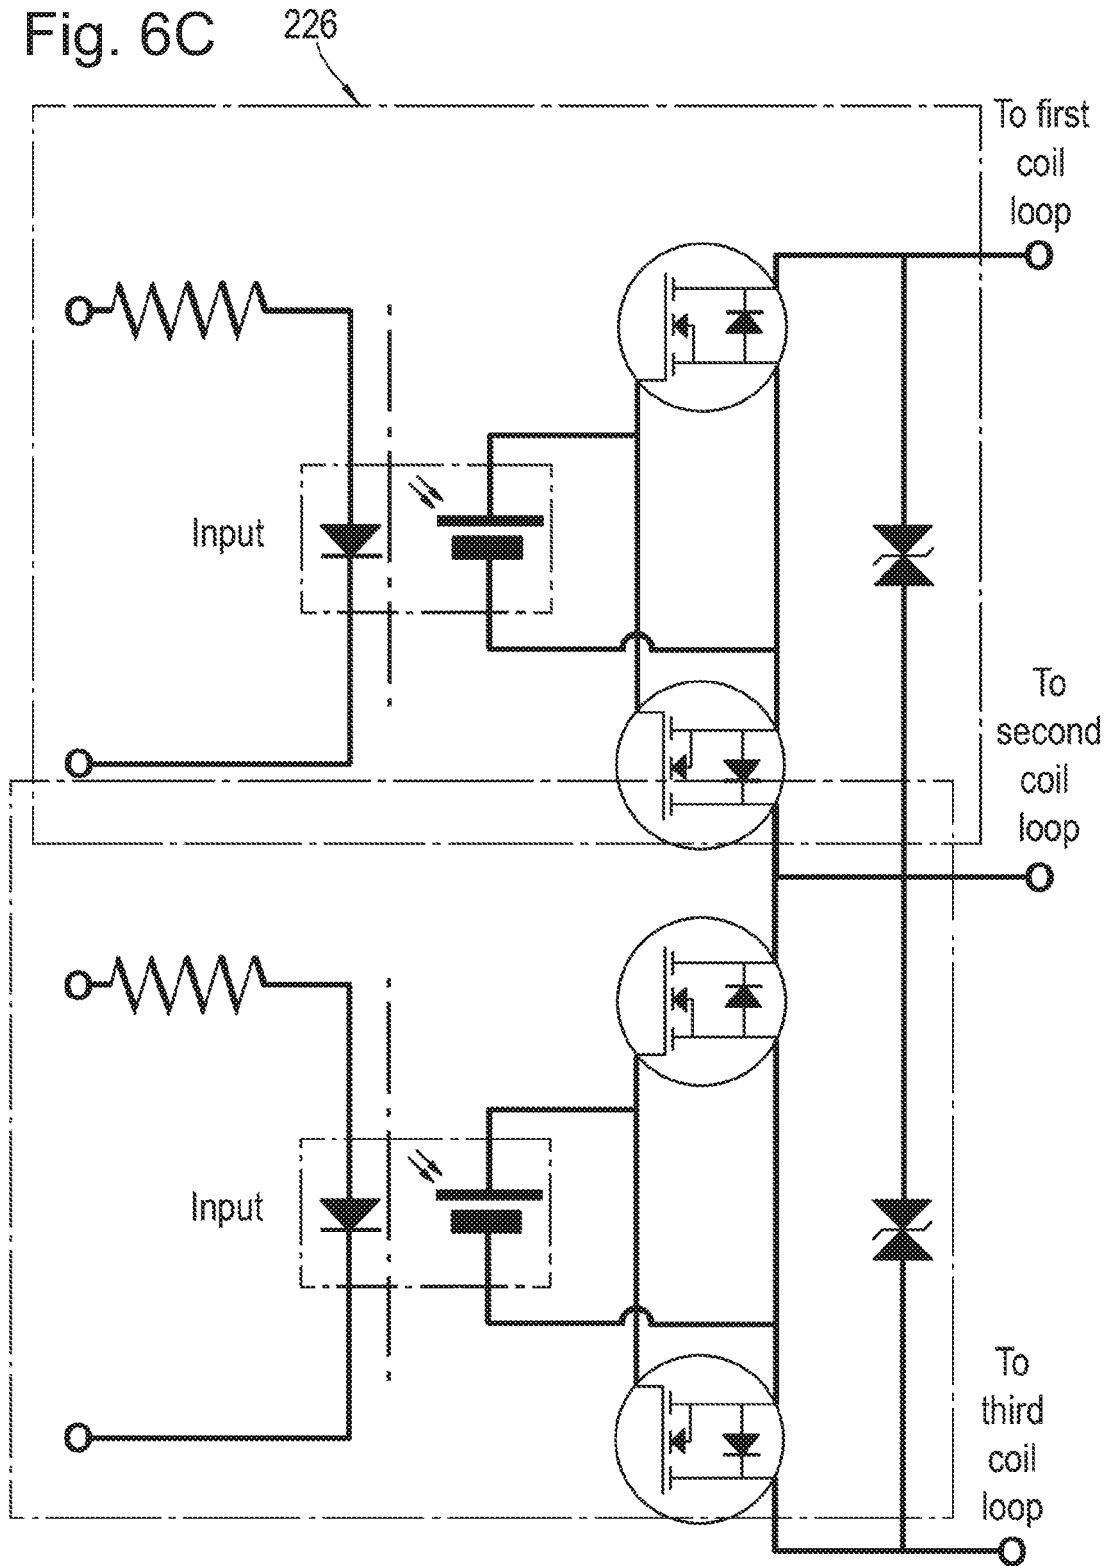 Fig. 6C
226
To first
coil
loop
Input
To
second
coil
loop
Input
To
third
coil
loop